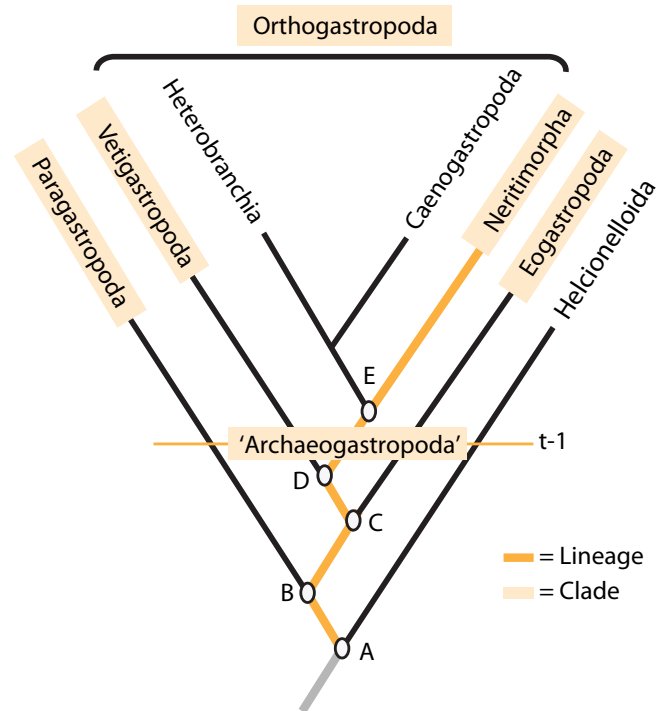 Orthogastropoda
Paragastropoda
Vetigastropoda
Heterobranchia
Caenogastropoda
Neritimorpha
Eogastropoda
Helcionelloida
E
'Archaeogastropoda'
t-1
D
C
B
A
= Lineage
= Clade